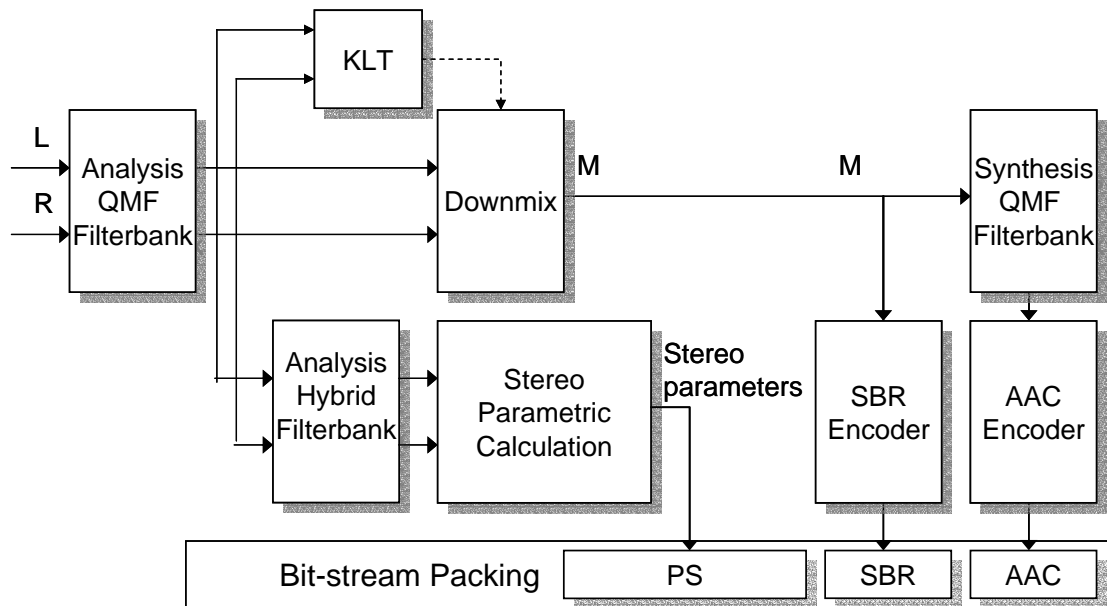 KLT
L
R
Analysis
QMF
Filterbank
Downmix
M
M
Synthesis
QMF
Filterbank
Analysis
Hybrid
Filterbank
Stereo
Parametric
Calculation
Stereo
parameters
SBR
Encoder
AAC
Encoder
Bit-stream Packing
PS
SBR
AAC